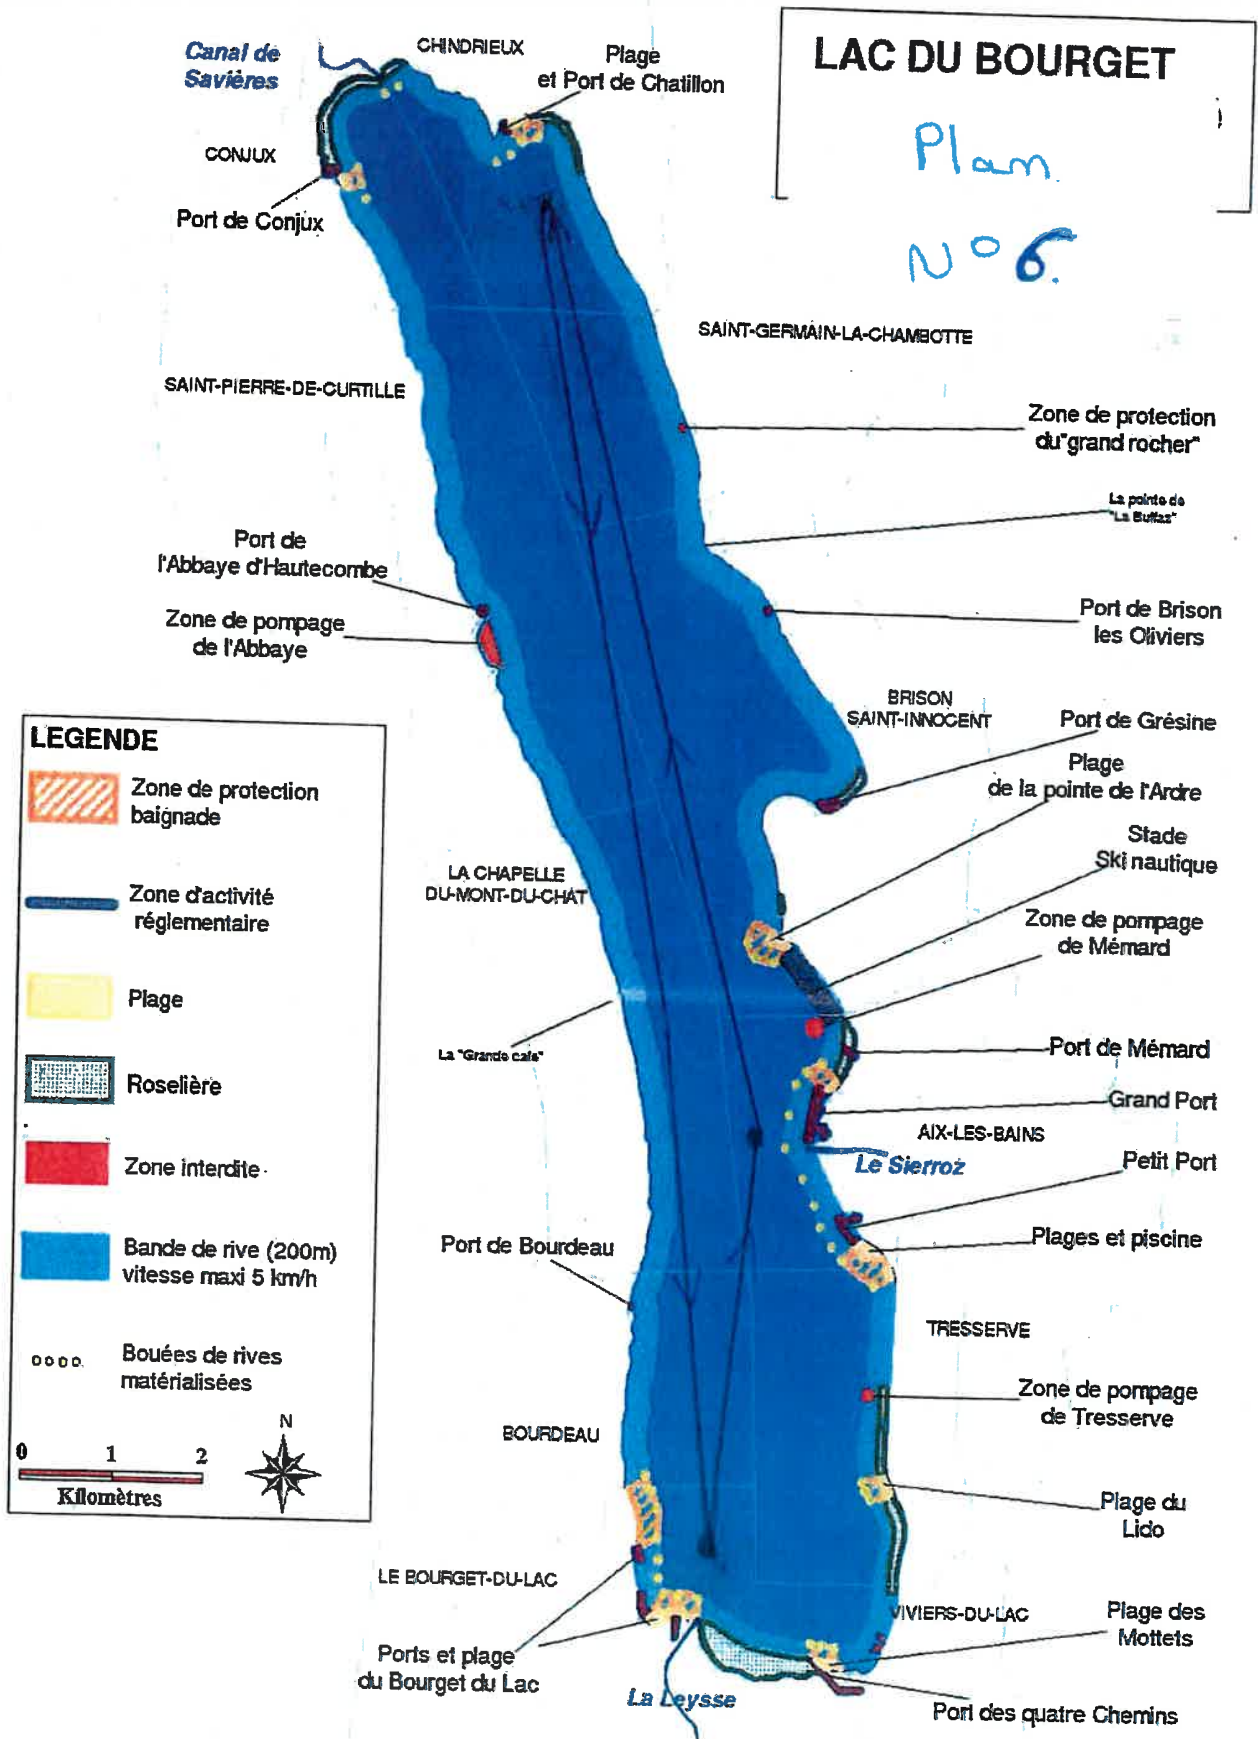 LAC DU BOURGET
Plan
N° 6.
Canal de
Savières
CHINDRIEUX
Plage
et Port de Chatillon
CONJUX
Port de Conjux
SAINT-GERMAIN-LA-CHAMBOTTE
SAINT-PIERRE-DE-CURTILLE
Zone de protection
du"grand rocher"
La pointe de
"La Buffaz"
Port de
l'Abbaye d'Hautecombe
Zone de pompage
de l'Abbaye
Port de Brison
les Oliviers
BRISON
SAINT-INNOCENT
Port de Grésine
Plage
de la pointe de l'Ardre
Stade
Ski nautique
LA CHAPELLE
DU-MONT-DU-CHAT
Zone de pompage
de Mémard
La "Grande cale"
Port de Mémard
Grand Port
AIX-LES-BAINS
Le Sierroz
Petit Port
Plages et piscine
Port de Bourdeau
TRESSERVE
Zone de pompage
de Tresserve
BOURDEAU
Plage du
Lido
LE BOURGET-DU-LAC
VIVIERS-DU-LAC
Plage des
Mottets
Ports et plage
du Bourget du Lac
La Leysse
Port des quatre Chemins
LEGENDE
Zone de protection
baignade
Zone d'activité
réglementaire
Plage
Roselière
Zone interdite
Bande de rive (200m)
vitesse maxi 5 km/h
Bouées de rives
matérialisées
N
0 1 2
Kilomètres